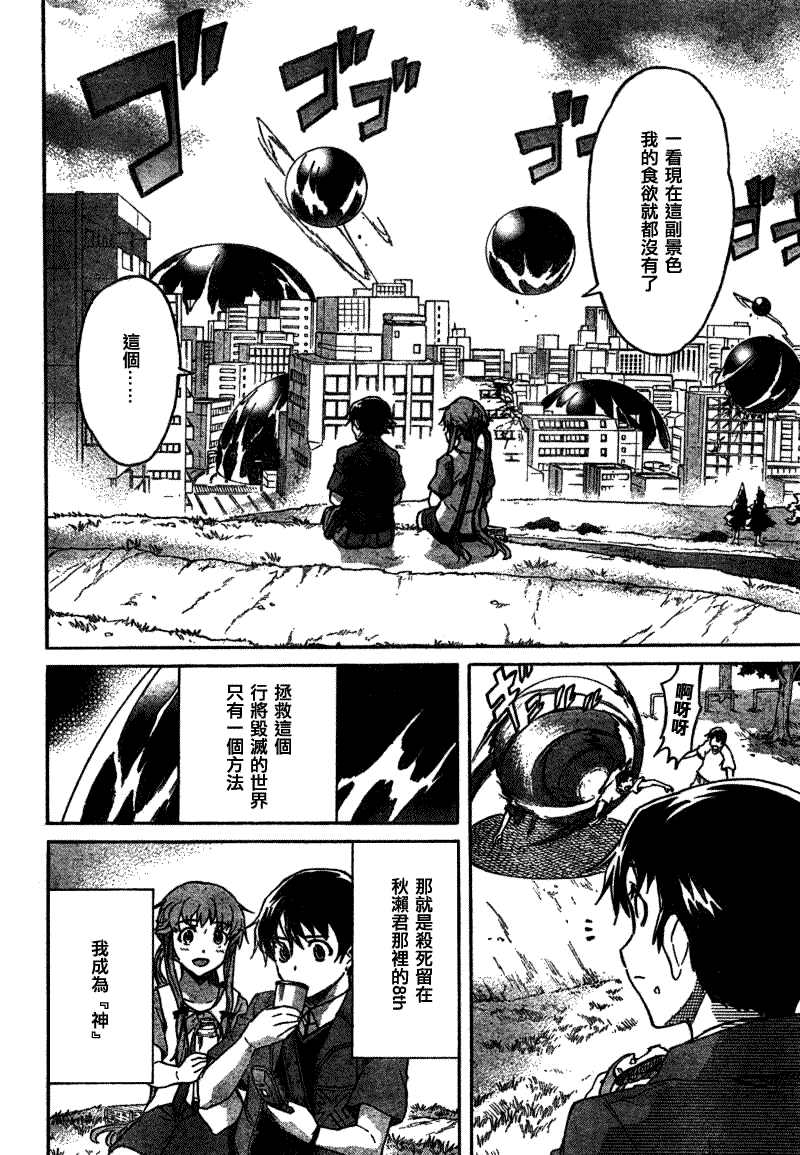 ゴゴゴゴゴゴ
一看現在這副景色
我的食欲就都沒有了
這個……
啊呀呀
拯救這個
行將毀滅的世界
只有一個方法
那就是殺死留在
秋瀨君那裡的8th
我成為『神』